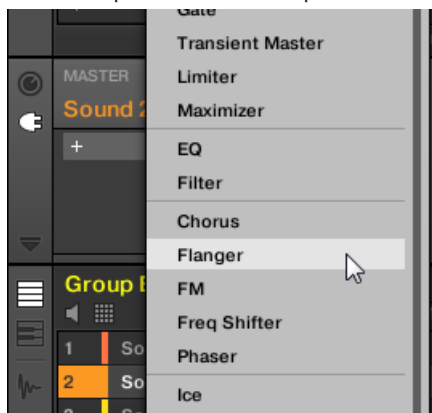 Gate
Transient Master
MASTER
Limiter
Sound 2
Maximizer
+
EQ
Filter
Chorus
Flanger
Group
FM
Freq Shifter
1 So
Phaser
2 So
Ice